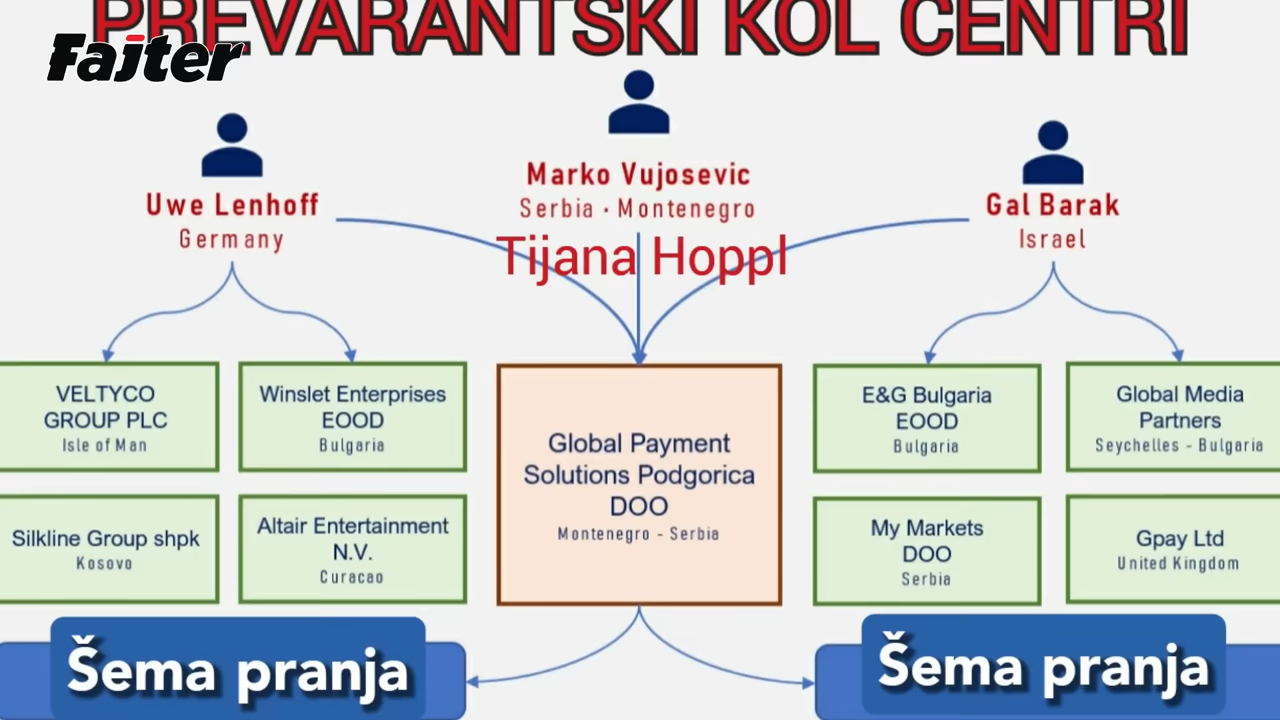 PREVARANTSKI KOL CENTRI
Fajter
Marko Vujosevic
Serbia · Montenegro
Uwe Lenhoff
Germany
Gal Barak
Israel
Tijana Hoppl
VELTYCO
GROUP PLC
Isle of Man
Winslet Enterprises
EOOD
Bulgaria
Silkline Group shpk
Kosovo
Altair Entertainment
N.V.
Curacao
Global Payment
Solutions Podgorica
DOO
Montenegro - Serbia
E&G Bulgaria
EOOD
Bulgaria
Global Media
Partners
Seychelles - Bulgaria
My Markets
DOO
Serbia
Gpay Ltd
United Kingdom
Šema pranja
Šema pranja